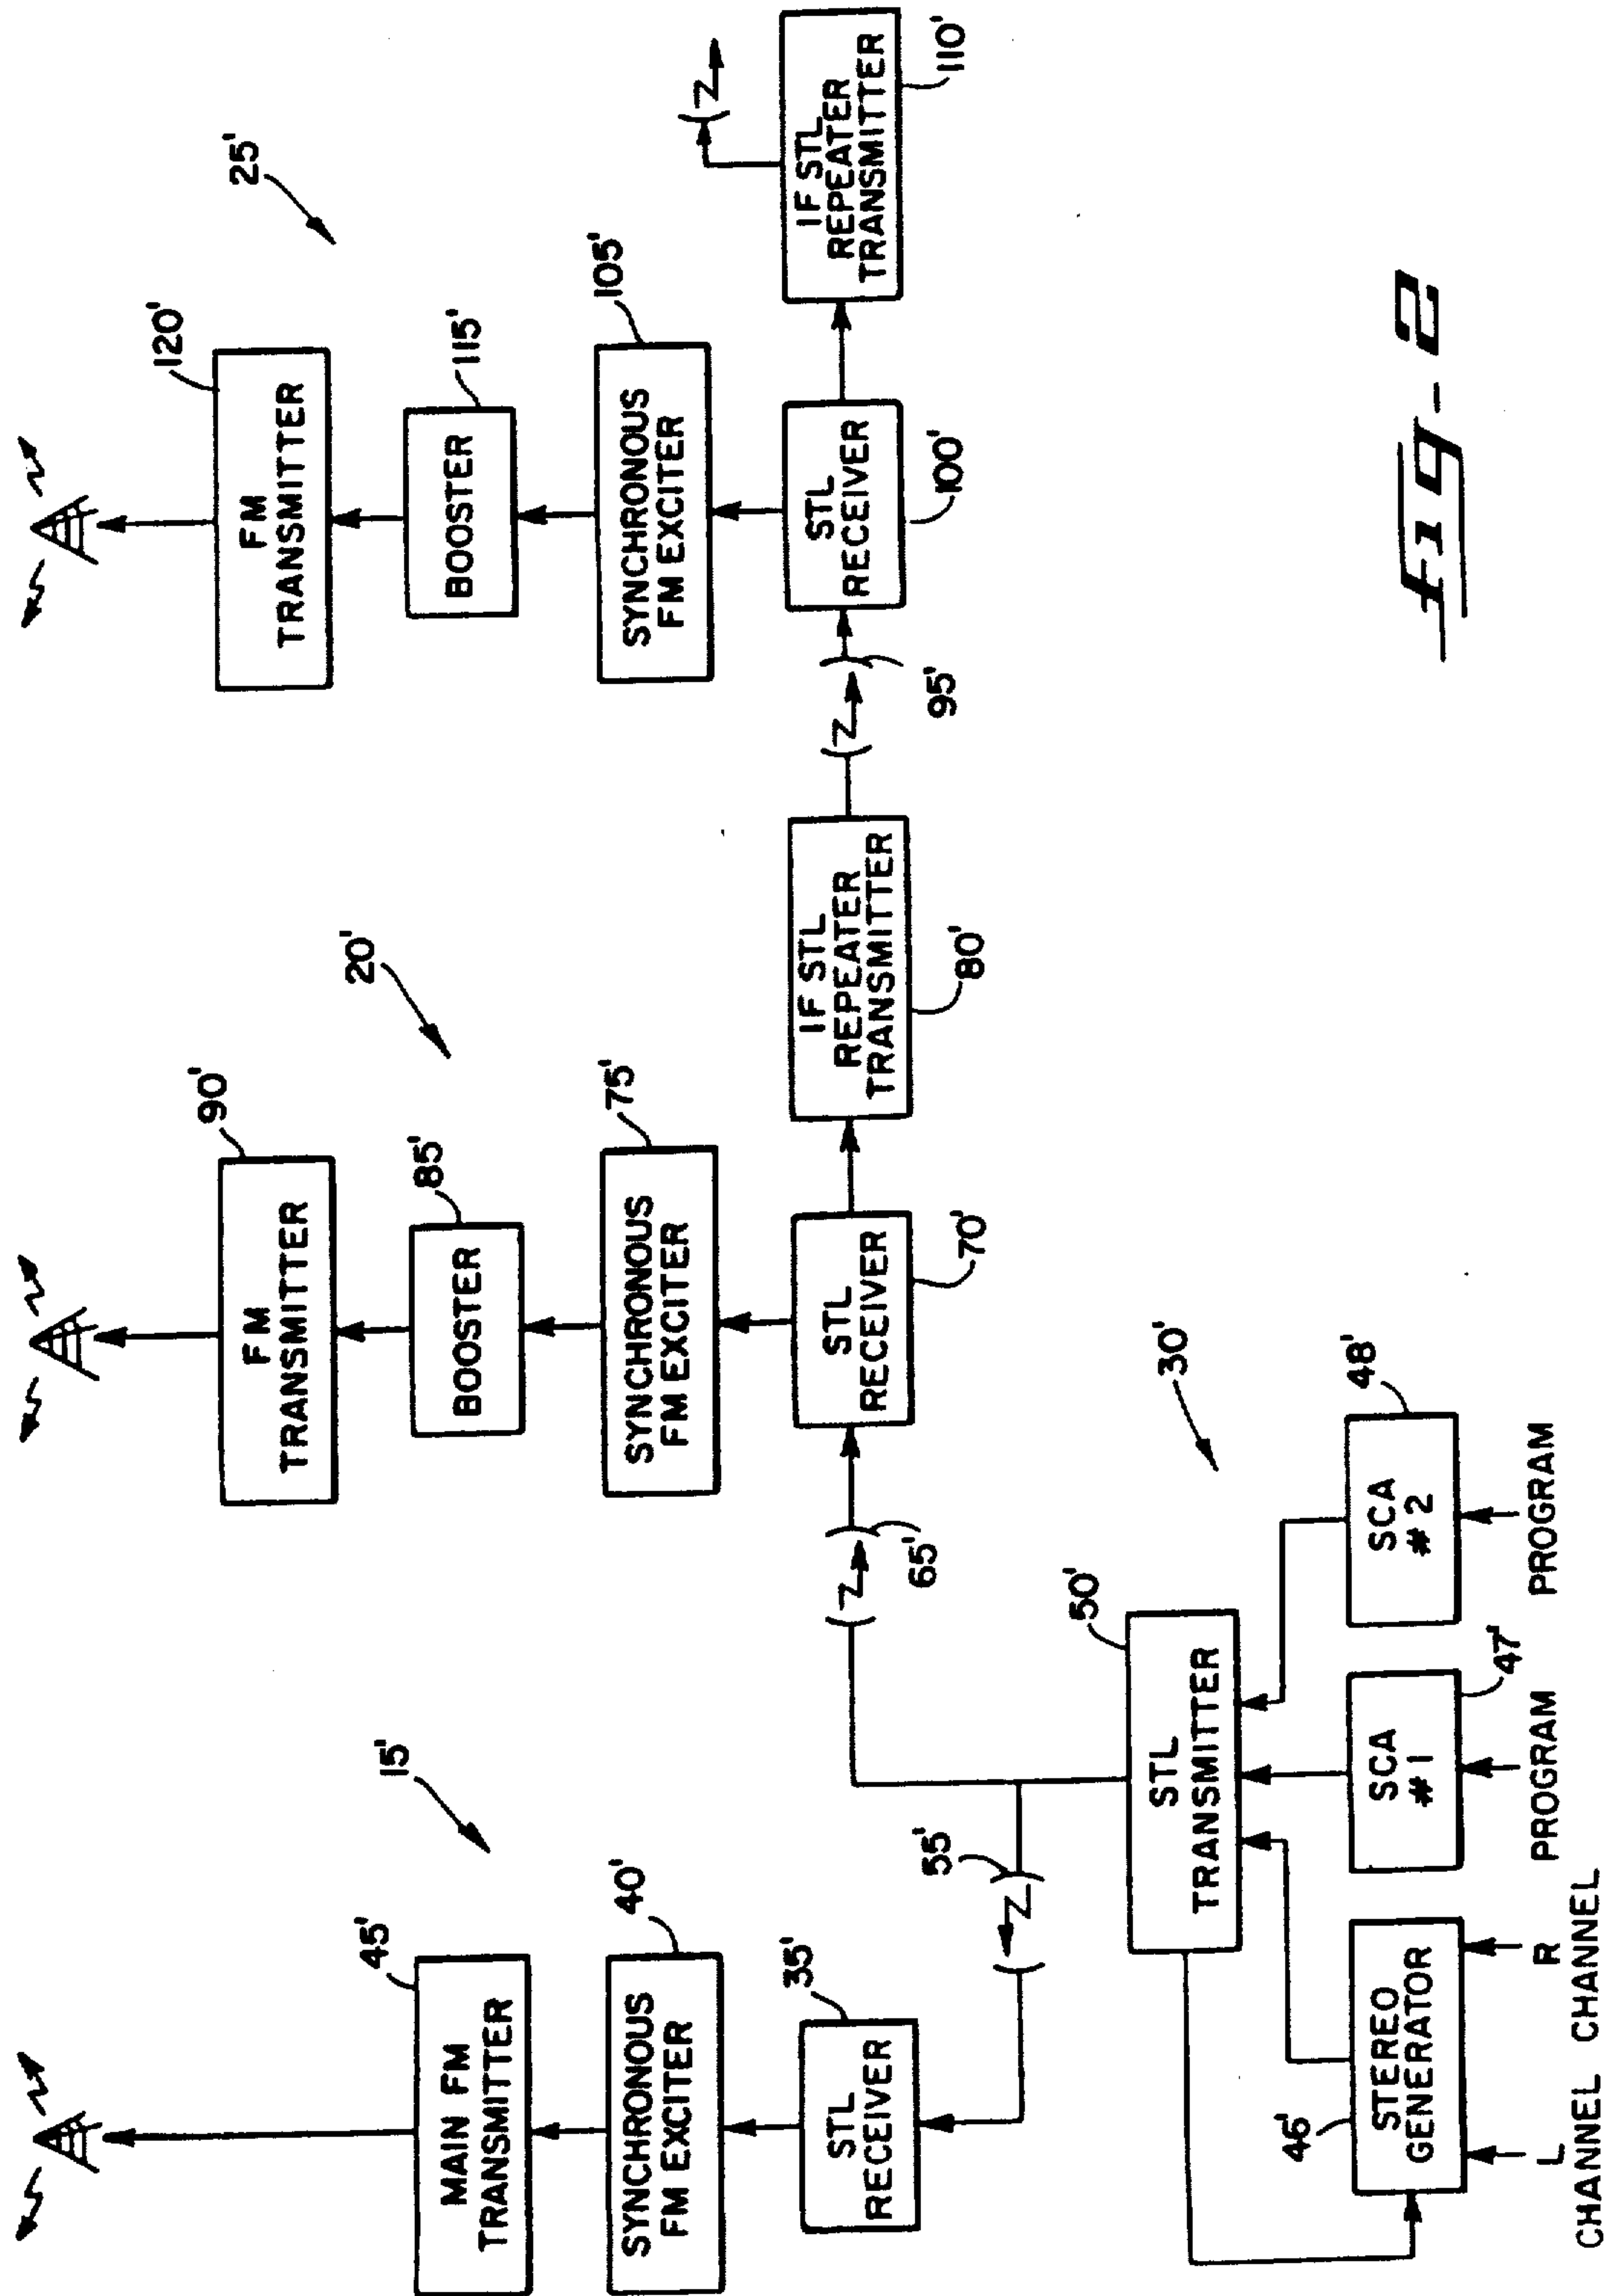 15'
20'
25'
45'
MAIN FM
TRANSMITTER
90'
FM
TRANSMITTER
120'
FM
TRANSMITTER
85'
BOOSTER
115'
BOOSTER
40'
SYNCHRONOUS
FM EXCITER
75'
SYNCHRONOUS
FM EXCITER
105'
SYNCHRONOUS
FM EXCITER
35'
STL
RECEIVER
STL
RECEIVER
70'
IF STL
REPEATER
TRANSMITTER
80'
STL
RECEIVER
100'
IF STL
REPEATER
TRANSMITTER
110'
55'
65'
95'
50'
STL
TRANSMITTER
30'
46'
STEREO
GENERATOR
SCA
#1
47'
SCA
#2
48'
L
CHANNEL
R
CHANNEL
PROGRAM
PROGRAM
fig-2